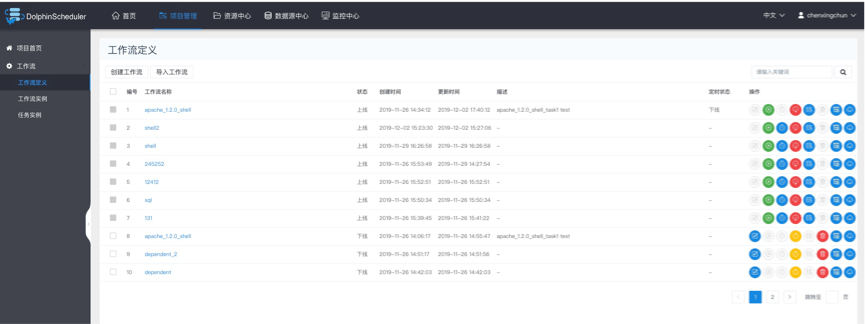 DolphinScheduler 首页 项目管理 资源中心 数据源中心 监控中心 中文 chenxingchun
项目首页
工作流
工作流定义
工作流实例
任务实例
工作流定义
创建工作流 导入工作流 请输入关键词
编号 工作流名称 状态 创建时间 更新时间 描述 定时状态 操作
1 apache_1.2.0_shell 上线 2019-11-26 14:34:12 2019-12-02 17:40:12 apache_1.2.0_shell_task1 test 下线
2 shell2 上线 2019-12-02 15:23:30 2019-12-02 15:27:06 - -
3 shell 上线 2019-11-29 16:26:58 2019-11-29 16:26:58 - -
4 245252 上线 2019-11-26 15:53:49 2019-11-29 14:27:54 - -
5 12412 上线 2019-11-26 15:52:51 2019-11-26 15:52:51 - -
6 sql 上线 2019-11-26 15:50:34 2019-11-26 15:50:34 - -
7 131 上线 2019-11-26 15:39:45 2019-11-26 15:41:22 - -
8 apache_1.2.0_shell 下线 2019-11-26 14:06:17 2019-11-26 14:55:47 apache_1.2.0_shell_task1 test -
9 dependent_2 下线 2019-11-26 14:51:17 2019-11-26 14:51:56 - -
10 dependent 下线 2019-11-26 14:42:03 2019-11-26 14:42:03 - -
< 1 2 > 跳转至 页